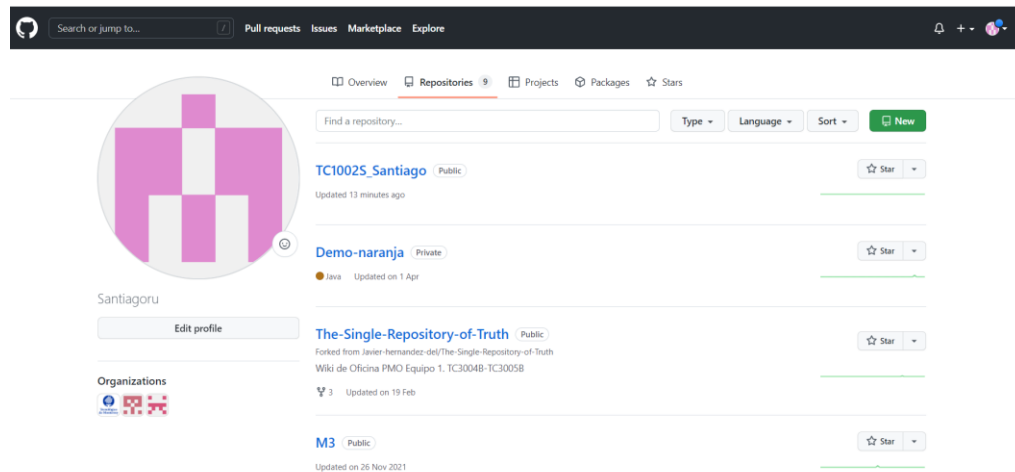 Search or jump to... / Pull requests Issues Marketplace Explore
Overview Repositories 9 Projects Packages Stars
Find a repository... Type Language Sort New
TC1002S_Santiago Public Star
Updated 13 minutes ago
Demo-naranja Private Star
Java Updated on 1 Apr
Santiagoru
Edit profile
Organizations
The-Single-Repository-of-Truth Public Star
Forked from Javier-hernandez-del/The-Single-Repository-of-Truth
Wiki de Oficina PMO Equipo 1. TC3004B-TC3005B
3 Updated on 19 Feb
M3 Public Star
Updated on 26 Nov 2021